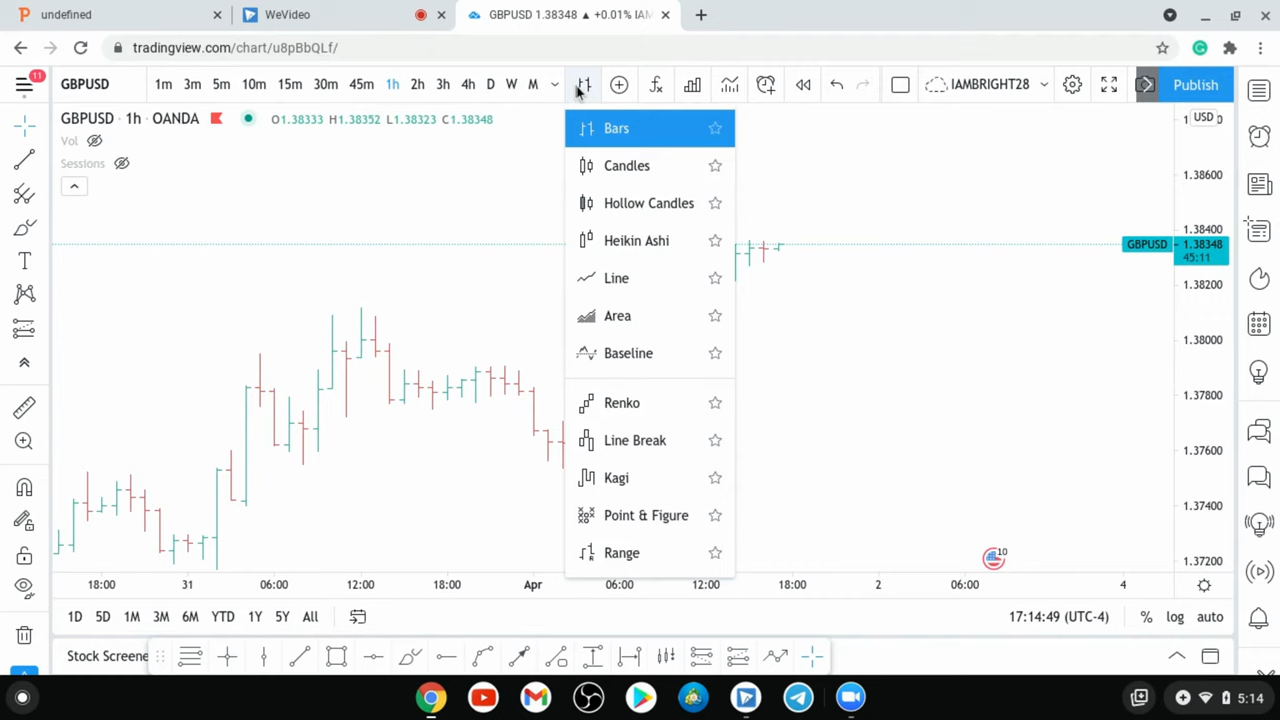 undefined
WeVideo
GBPUSD 1.38348 ▲ +0.01% IAM
tradingview.com/chart/u8pBbQLf/
11
GBPUSD
1m 3m 5m 10m 15m 30m 45m 1h 2h 3h 4h D W M
IAMBRIGHT28
Publish
GBPUSD · 1h · OANDA
O1.38333 H1.38352 L1.38323 C1.38348
USD
Vol
Sessions
Bars
Candles
Hollow Candles
Heikin Ashi
Line
Area
Baseline
Renko
Line Break
Kagi
Point & Figure
Range
1.38600
1.38400
GBPUSD 1.38348
45:11
1.38200
1.38000
1.37800
1.37600
1.37400
1.37200
10
18:00 31 06:00 12:00 18:00 Apr 06:00 12:00 18:00 2 06:00 4
1D 5D 1M 3M 6M YTD 1Y 5Y All
17:14:49 (UTC-4) % log auto
Stock Screene
5:14